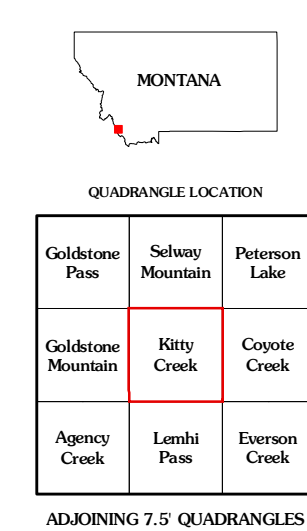 MONTANA
QUADRANGLE LOCATION
Goldstone
Pass
Selway
Mountain
Peterson
Lake
Goldstone
Mountain
Kitty
Creek
Coyote
Creek
Agency
Creek
Lemhi
Pass
Everson
Creek
ADJOINING 7.5' QUADRANGLES